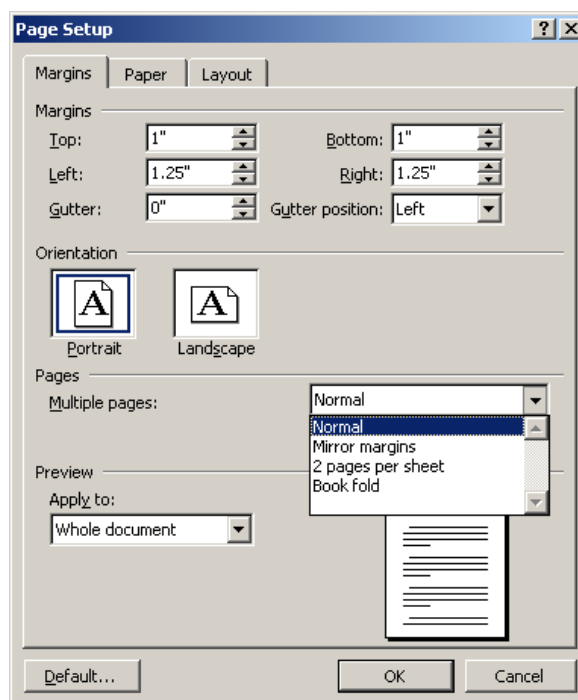 Page Setup
Margins Paper Layout
Margins
Top: 1" Bottom: 1"
Left: 1.25" Right: 1.25"
Gutter: 0" Gutter position: Left
Orientation
A A
Portrait Landscape
Pages
Multiple pages: Normal
Normal
Mirror margins
2 pages per sheet
Book fold
Preview
Apply to:
Whole document
Default... OK Cancel